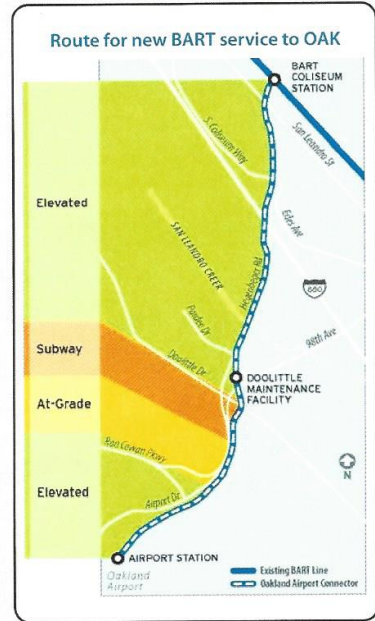 Route for new BART service to OAK
BART
COLISEUM
STATION
San Leandro St
S. Coliseum Way
Elevated
SAN LEANDRO CREEK
Edes Ave
Hegenberger Rd
880
Pardee Dr
98th Ave
Subway
Doolittle Dr
DOOLITTLE
MAINTENANCE
FACILITY
At-Grade
Ron Cowan Pkwy
Elevated
Airport Dr
N
AIRPORT STATION
Oakland
Airport
Existing BART Line
Oakland Airport Connector